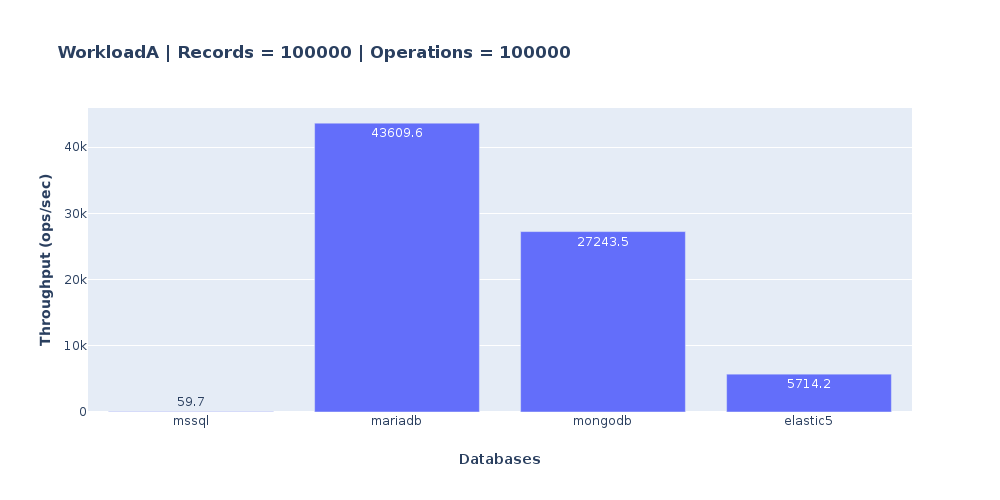 WorkloadA | Records = 100000 | Operations = 100000
Throughput (ops/sec)
40k
30k
20k
10k
0
59.7
43609.6
27243.5
5714.2
mssql
mariadb
mongodb
elastic5
Databases